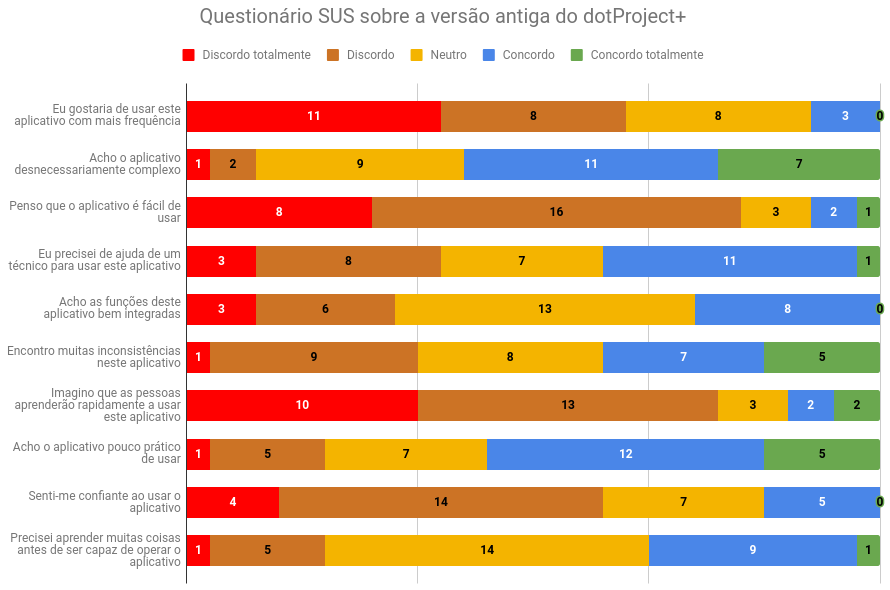 Questionário SUS sobre a versão antiga do dotProject+
Discordo totalmente Discordo Neutro Concordo Concordo totalmente
Eu gostaria de usar este
aplicativo com mais frequência
11 8 8 3 0
Acho o aplicativo
desnecessariamente complexo
1 2 9 11 7
Penso que o aplicativo é fácil de
usar
8 16 3 2 1
Eu precisei de ajuda de um
técnico para usar este aplicativo
3 8 7 11 1
Acho as funções deste
aplicativo bem integradas
3 6 13 8 0
Encontro muitas inconsistências
neste aplicativo
1 9 8 7 5
Imagino que as pessoas
aprenderão rapidamente a usar
este aplicativo
10 13 3 2 2
Acho o aplicativo pouco prático
de usar
1 5 7 12 5
Senti-me confiante ao usar o
aplicativo
4 14 7 5 0
Precisei aprender muitas coisas
antes de ser capaz de operar o
aplicativo
1 5 14 9 1